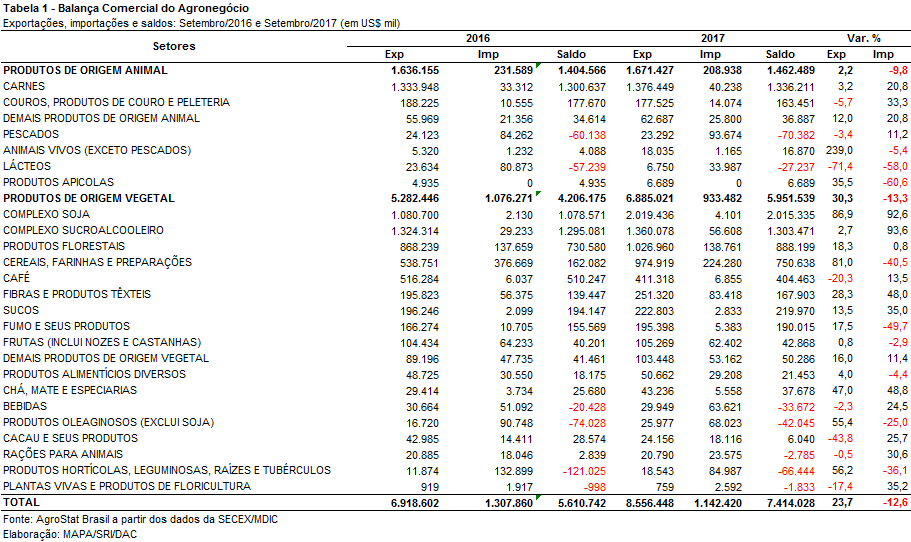 Tabela 1 - Balança Comercial do Agronegócio
Exportações, importações e saldos: Setembro/2016 e Setembro/2017 (em US$ mil)
Setores 2016 2017 Var. %
Exp Imp Saldo Exp Imp Saldo Exp Imp
PRODUTOS DE ORIGEM ANIMAL 1.636.155 231.589 1.404.566 1.671.427 208.938 1.462.489 2,2 -9,8
CARNES 1.333.948 33.312 1.300.637 1.376.449 40.238 1.336.211 3,2 20,8
COUROS, PRODUTOS DE COURO E PELETERIA 188.225 10.555 177.670 177.525 14.074 163.451 -5,7 33,3
DEMAIS PRODUTOS DE ORIGEM ANIMAL 55.969 21.356 34.614 62.687 25.800 36.887 12,0 20,8
PESCADOS 24.123 84.262 -60.138 23.292 93.674 -70.382 -3,4 11,2
ANIMAIS VIVOS (EXCETO PESCADOS) 5.320 1.232 4.088 18.035 1.165 16.870 239,0 -5,4
LÁCTEOS 23.634 80.873 -57.239 6.750 33.987 -27.237 -71,4 -58,0
PRODUTOS APICOLAS 4.935 0 4.935 6.689 0 6.689 35,5 -60,6
PRODUTOS DE ORIGEM VEGETAL 5.282.446 1.076.271 4.206.175 6.885.021 933.482 5.951.539 30,3 -13,3
COMPLEXO SOJA 1.080.700 2.130 1.078.571 2.019.436 4.101 2.015.335 86,9 92,6
COMPLEXO SUCROALCOOLEIRO 1.324.314 29.233 1.295.081 1.360.078 56.608 1.303.471 2,7 93,6
PRODUTOS FLORESTAIS 868.239 137.659 730.580 1.026.960 138.761 888.199 18,3 0,8
CEREAIS, FARINHAS E PREPARAÇÕES 538.751 376.669 162.082 974.919 224.280 750.638 81,0 -40,5
CAFÉ 516.284 6.037 510.247 411.318 6.855 404.463 -20,3 13,5
FIBRAS E PRODUTOS TÊXTEIS 195.823 56.375 139.447 251.320 83.418 167.903 28,3 48,0
SUCOS 196.246 2.099 194.147 222.803 2.833 219.970 13,5 35,0
FUMO E SEUS PRODUTOS 166.274 10.705 155.569 195.398 5.383 190.015 17,5 -49,7
FRUTAS (INCLUI NOZES E CASTANHAS) 104.434 64.233 40.201 105.269 62.402 42.868 0,8 -2,9
DEMAIS PRODUTOS DE ORIGEM VEGETAL 89.196 47.735 41.461 103.448 53.162 50.286 16,0 11,4
PRODUTOS ALIMENTÍCIOS DIVERSOS 48.725 30.550 18.175 50.662 29.208 21.453 4,0 -4,4
CHÁ, MATE E ESPECIARIAS 29.414 3.734 25.680 43.236 5.558 37.678 47,0 48,8
BEBIDAS 30.664 51.092 -20.428 29.949 63.621 -33.672 -2,3 24,5
PRODUTOS OLEAGINOSOS (EXCLUI SOJA) 16.720 90.748 -74.028 25.977 68.023 -42.045 55,4 -25,0
CACAU E SEUS PRODUTOS 42.985 14.411 28.574 24.156 18.116 6.040 -43,8 25,7
RAÇÕES PARA ANIMAIS 20.885 18.046 2.839 20.790 23.575 -2.785 -0,5 30,6
PRODUTOS HORTÍCOLAS, LEGUMINOSAS, RAÍZES E TUBÉRCULOS 11.874 132.899 -121.025 18.543 84.987 -66.444 56,2 -36,1
PLANTAS VIVAS E PRODUTOS DE FLORICULTURA 919 1.917 -998 759 2.592 -1.833 -17,4 35,2
TOTAL 6.918.602 1.307.860 5.610.742 8.556.448 1.142.420 7.414.028 23,7 -12,6
Fonte: AgroStat Brasil a partir dos dados da SECEX/MDIC
Elaboração: MAPA/SRI/DAC